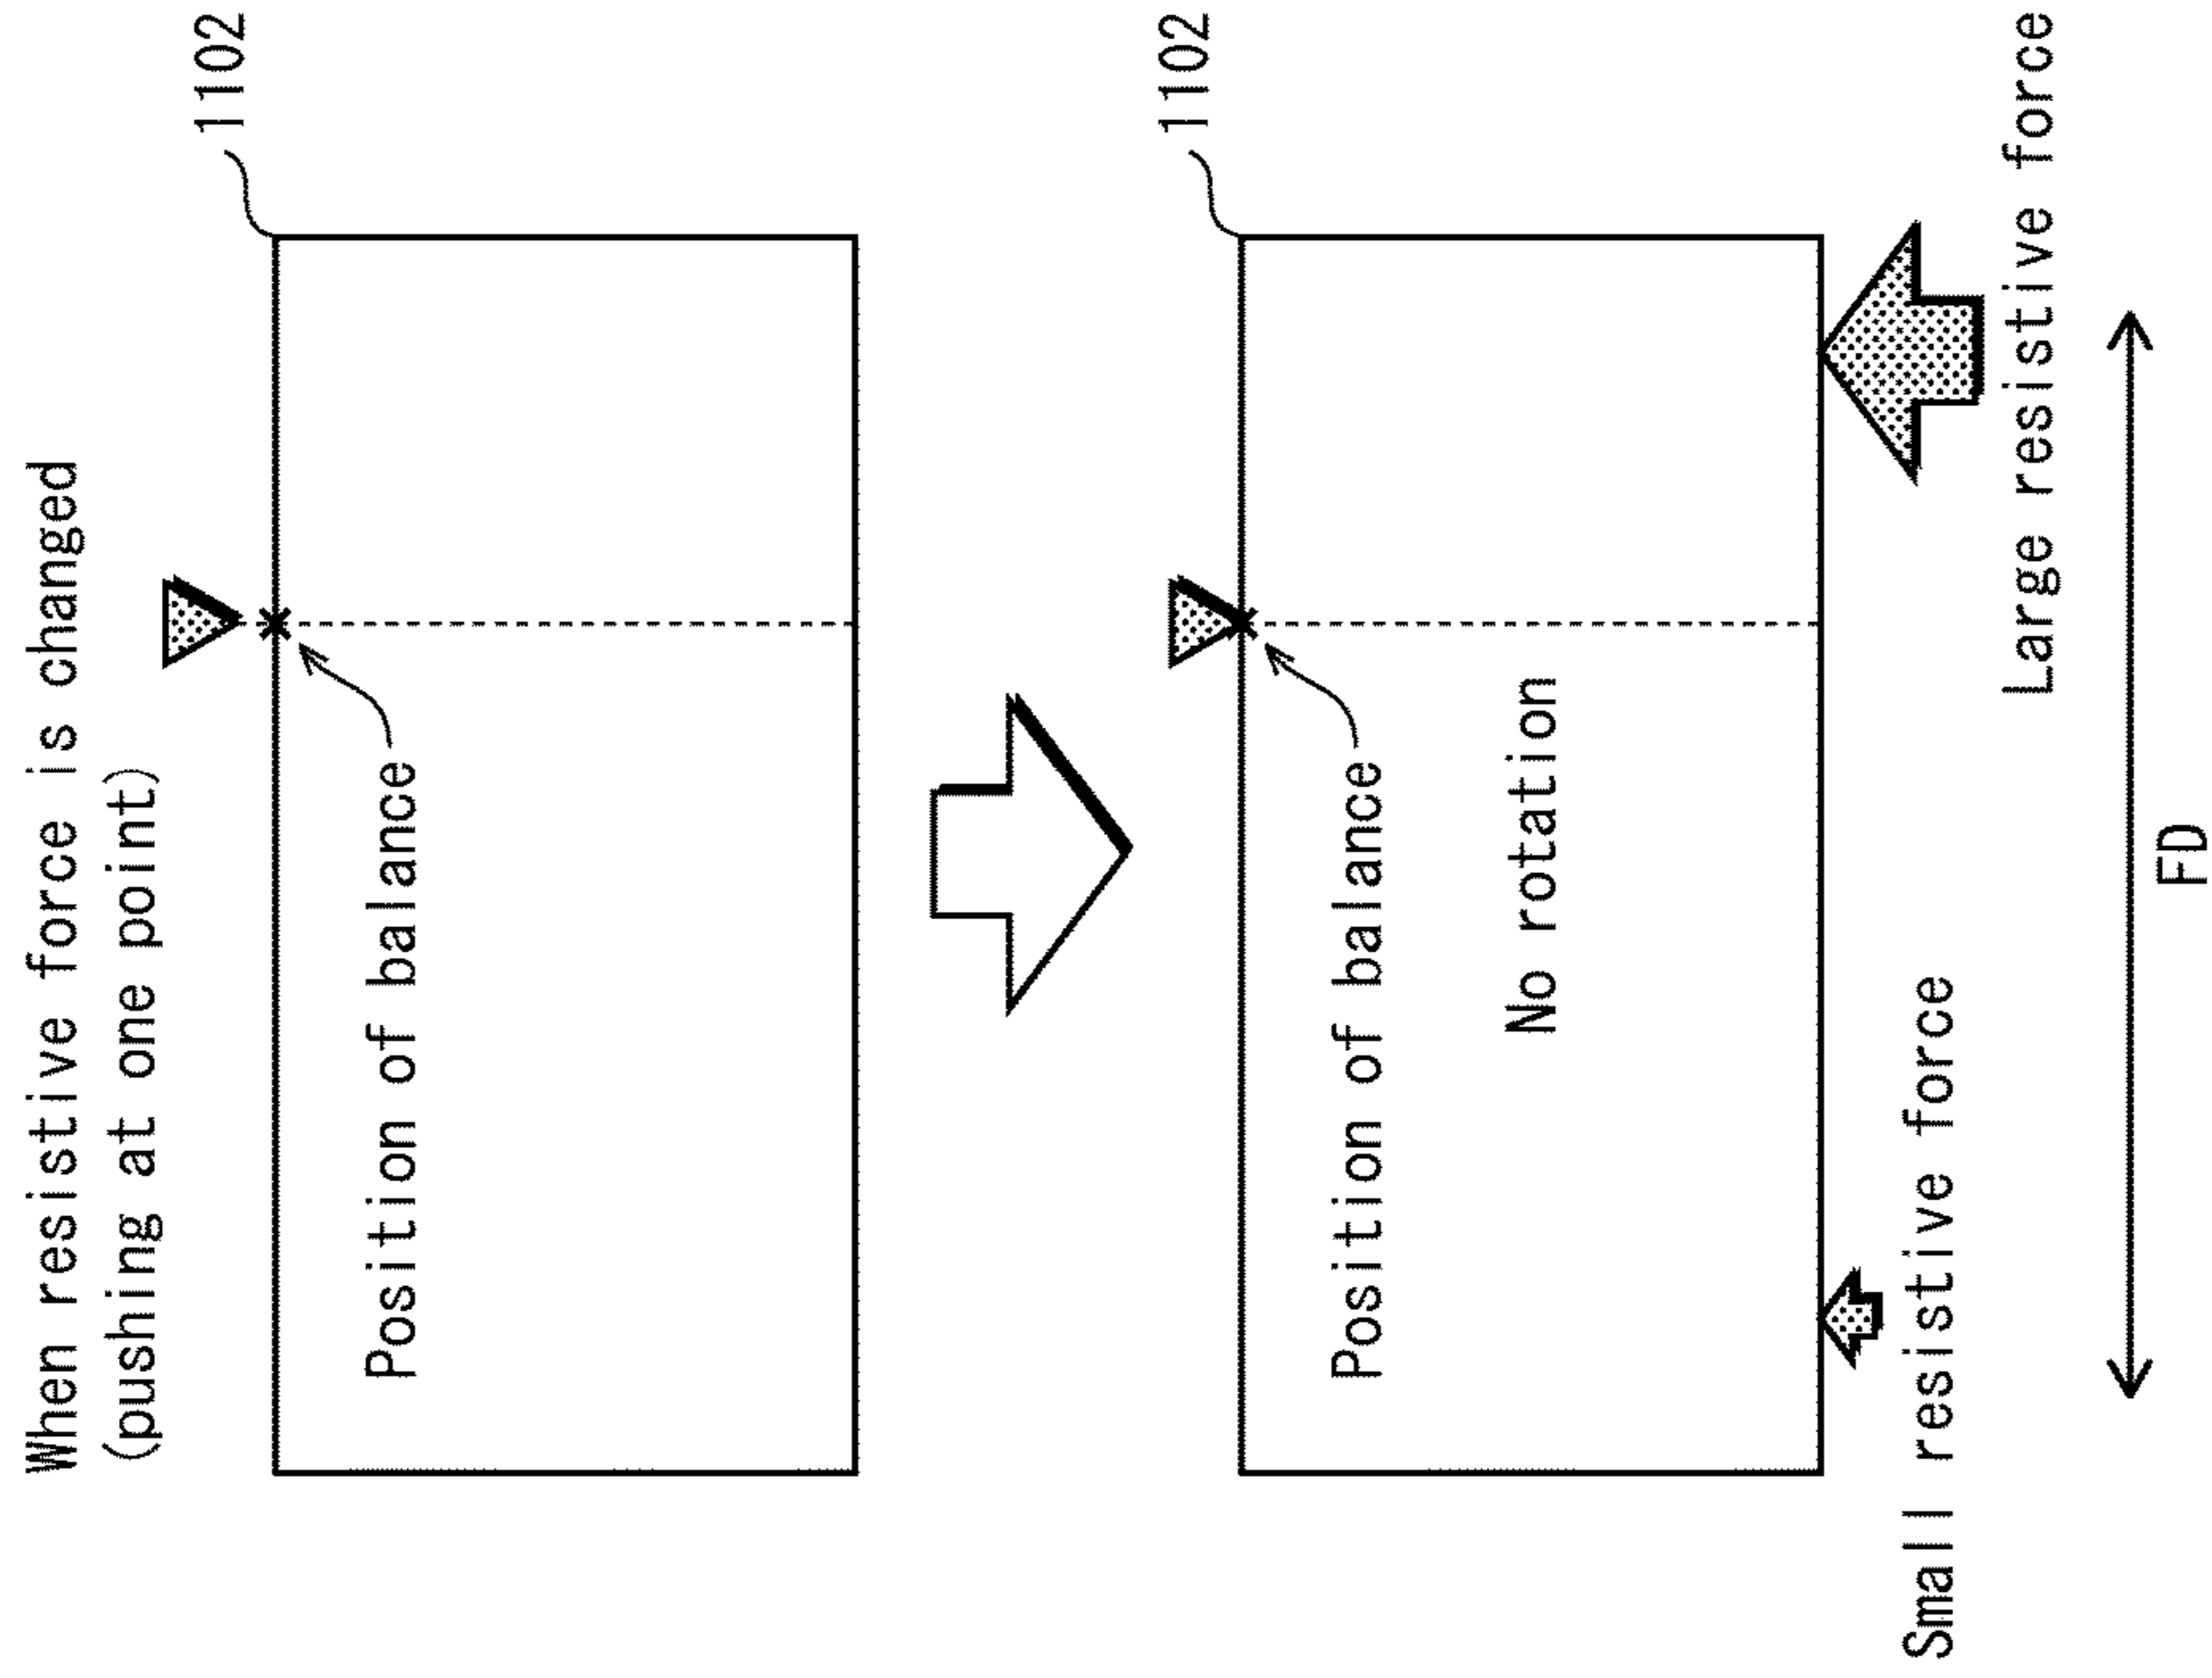 When resistive force is changed
(pushing at one point)
1102
Position of balance
1102
Position of balance
No rotation
Small resistive force
Large resistive force
FD